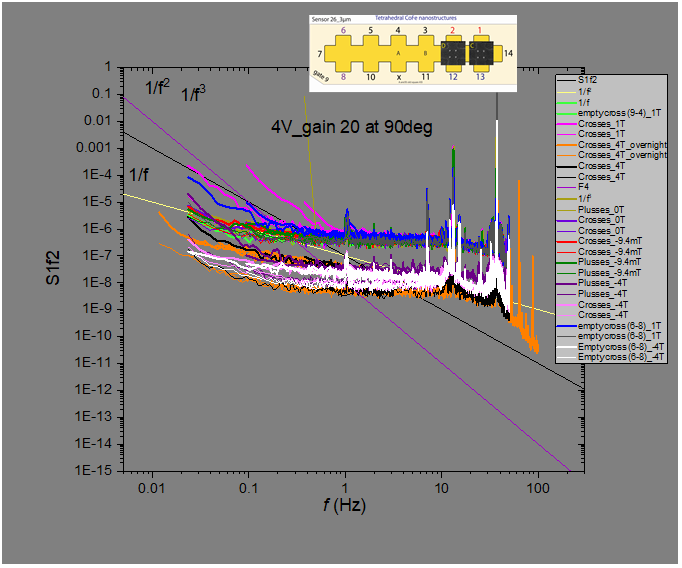 Sensor 26_3µm
Tetrahedral CoFe nanostructures
6 5 4 3 2 1
7 A B D C 14
gate 9
8 10 x 11 12 13
1/f2
1/f3
1/f
4V_gain 20 at 90deg
S1f2
1/f²
1/f
emptycross(9-4)_1T
Crosses_1T
Crosses_1T
Crosses_4T_overnight
Crosses_4T_overnight
Crosses_4T
Crosses_4T
F4
Plusses_0T
Crosses_0T
Crosses_0T
Crosses_-9.4mT
Crosses_-9.4mT
Plusses_-9.4mT
Plusses_-9.4mT
Plusses_-4T
Plusses_-4T
Crosses_-4T
Crosses_-4T
emptycross(6-8)_1T
emptycross(6-8)_1T
Emptycross(6-8)_-4T
Emptycross(6-8)_-4T
1
0.1
0.01
0.001
1E-4
1E-5
1E-6
1E-7
1E-8
1E-9
1E-10
1E-11
1E-12
1E-13
1E-14
1E-15
S1f2
0.01 0.1 1 10 100
f (Hz)